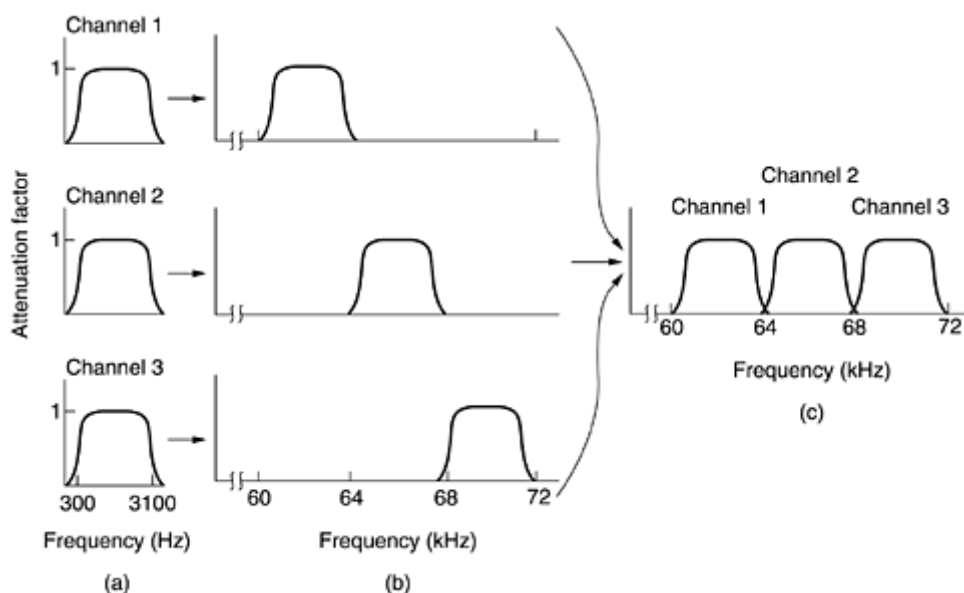 Channel 1
1
Channel 2
1
Channel 3
1
300 3100
Frequency (Hz)
(a)
Attenuation factor
60 64 68 72
Frequency (kHz)
(b)
Channel 2
Channel 1 Channel 3
60 64 68 72
Frequency (kHz)
(c)